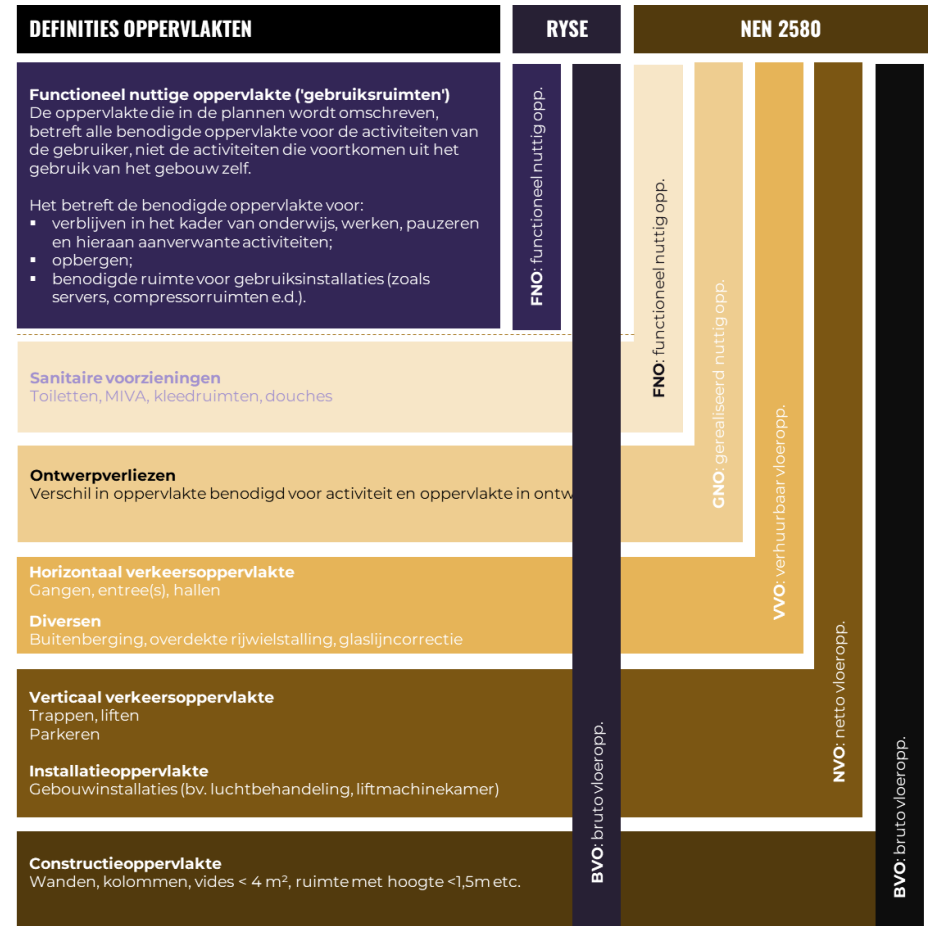 DEFINITIES OPPERVLAKTEN
RYSE
NEN 2580
Functioneel nuttige oppervlakte ('gebruiksruimten')
De oppervlakte die in de plannen wordt omschreven,
betreft alle benodigde oppervlakte voor de activiteiten van
de gebruiker, niet de activiteiten die voortkomen uit het
gebruik van het gebouw zelf.
Het betreft de benodigde oppervlakte voor:
▪ verblijven in het kader van onderwijs, werken, pauzeren
en hieraan aanverwante activiteiten;
▪ opbergen;
▪ benodigde ruimte voor gebruiksinstallaties (zoals
servers, compressorruimten e.d.).
Sanitaire voorzieningen
Toiletten, MIVA, kleedruimten, douches
Ontwerpverliezen
Verschil in oppervlakte benodigd voor activiteit en oppervlakte in ontw
Horizontaal verkeersoppervlakte
Gangen, entree(s), hallen
Diversen
Buitenberging, overdekte rijwielstalling, glaslijncorrectie
Verticaal verkeersoppervlakte
Trappen, liften
Parkeren
Installatieoppervlakte
Gebouwinstallaties (bv. luchtbehandeling, liftmachinekamer)
Constructieoppervlakte
Wanden, kolommen, vides < 4 m², ruimte met hoogte <1,5m etc.
FNO: functioneel nuttig opp.
BVO: bruto vloeropp.
FNO: functioneel nuttig opp.
GNO: gerealiseerd nuttig opp.
VVO: verhuurbaar vloeropp.
NVO: netto vloeropp.
BVO: bruto vloeropp.